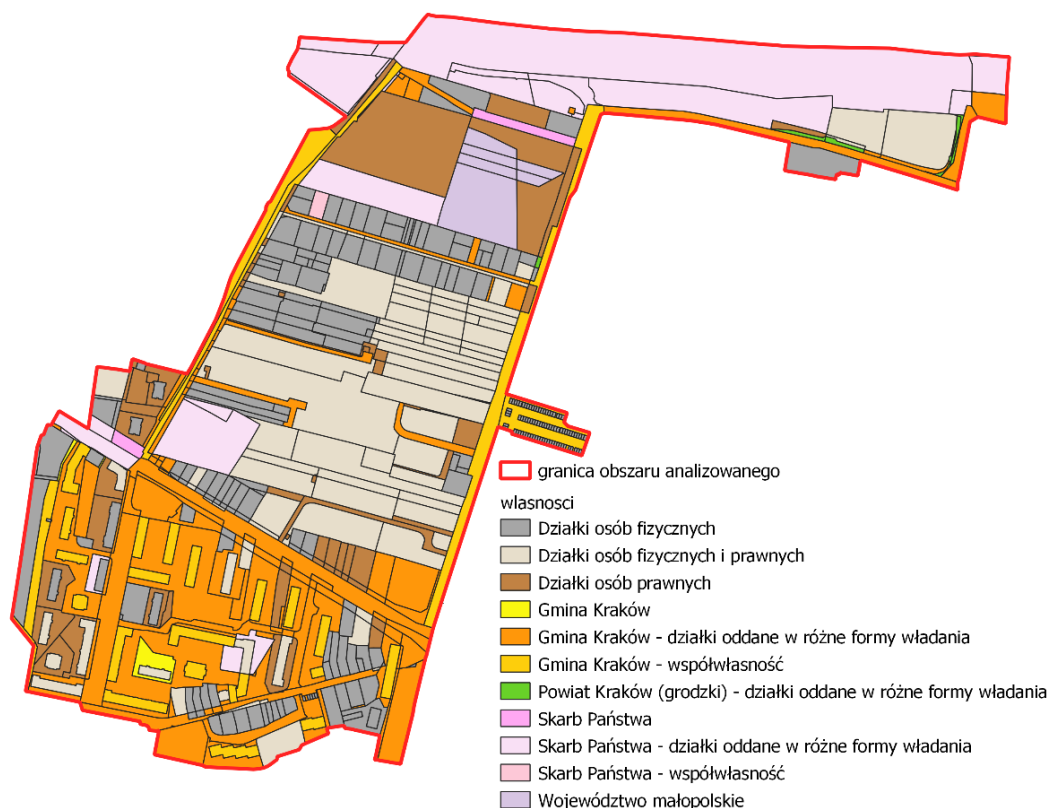 granica obszaru analizowanego
wlasnosci
Działki osób fizycznych
Działki osób fizycznych i prawnych
Działki osób prawnych
Gmina Kraków
Gmina Kraków - działki oddane w różne formy władania
Gmina Kraków - współwłasność
Powiat Kraków (grodzki) - działki oddane w różne formy władania
Skarb Państwa
Skarb Państwa - działki oddane w różne formy władania
Skarb Państwa - współwłasność
Województwo małopolskie